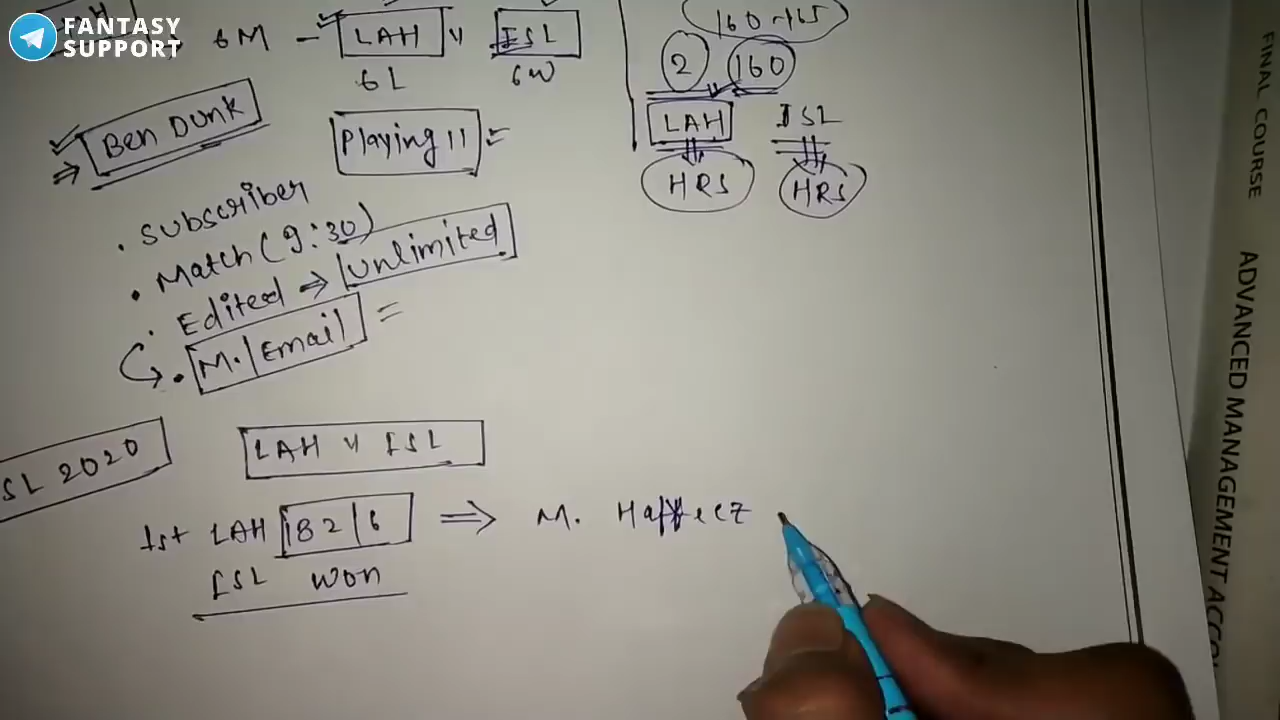 FANTASY
SUPPORT
6M - LAH v ISL
6L 6W
Ben Dunk
Playing 11 =
• Subscriber
• Match (9:30)
• Edited ⇒ Unlimited
• M./Email =
160-165
2 160
LAH ISL
HRS HRS
SL 2020
LAH v ISL
1st LAH 182/6 ⇒ M. Haffeez
ISL won
FINAL COURSE
ADVANCED MANAGEMENT ACCOU